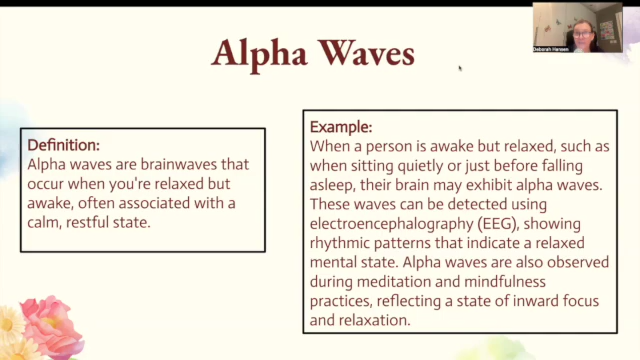 Alpha Waves
Deborah Hansen
Definition:
Alpha waves are brainwaves that
occur when you're relaxed but
awake, often associated with a
calm, restful state.
Example:
When a person is awake but relaxed, such as
when sitting quietly or just before falling
asleep, their brain may exhibit alpha waves.
These waves can be detected using
electroencephalography (EEG), showing
rhythmic patterns that indicate a relaxed
mental state. Alpha waves are also observed
during meditation and mindfulness
practices, reflecting a state of inward focus
and relaxation.